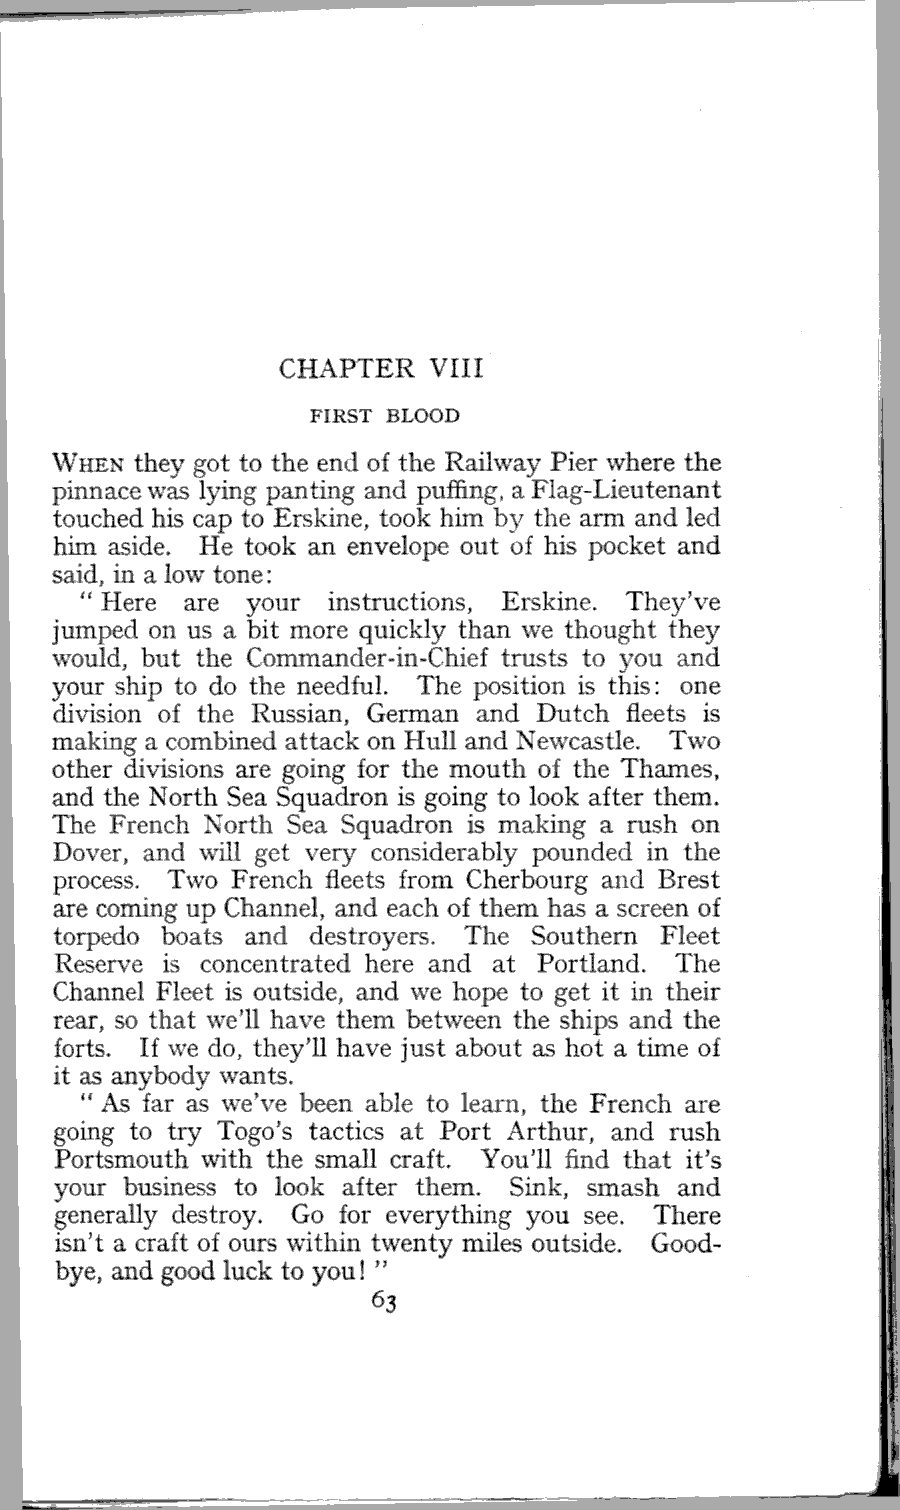 CHAPTER VIII
FIRST BLOOD
WHEN they got to the end of the Railway Pier where the
pinnace was lying panting and puffing, a Flag-Lieutenant
touched his cap to Erskine, took him by the arm and led
him aside. He took an envelope out of his pocket and
said, in a low tone:
" Here are your instructions, Erskine. They've
jumped on us a bit more quickly than we thought they
would, but the Commander-in-Chief trusts to you and
your ship to do the needful. The position is this: one
division of the Russian, German and Dutch fleets is
making a combined attack on Hull and Newcastle. Two
other divisions are going for the mouth of the Thames,
and the North Sea Squadron is going to look after them.
The French North Sea Squadron is making a rush on
Dover, and will get very considerably pounded in the
process. Two French fleets from Cherbourg and Brest
are coming up Channel, and each of them has a screen of
torpedo boats and destroyers. The Southern Fleet
Reserve is concentrated here and at Portland. The
Channel Fleet is outside, and we hope to get it in their
rear, so that we'll have them between the ships and the
forts. If we do, they'll have just about as hot a time of
it as anybody wants.
" As far as we've been able to learn, the French are
going to try Togo's tactics at Port Arthur, and rush
Portsmouth with the small craft. You'll find that it's
your business to look after them. Sink, smash and
generally destroy. Go for everything you see. There
isn't a craft of ours within twenty miles outside. Good-
bye, and good luck to you! "
63